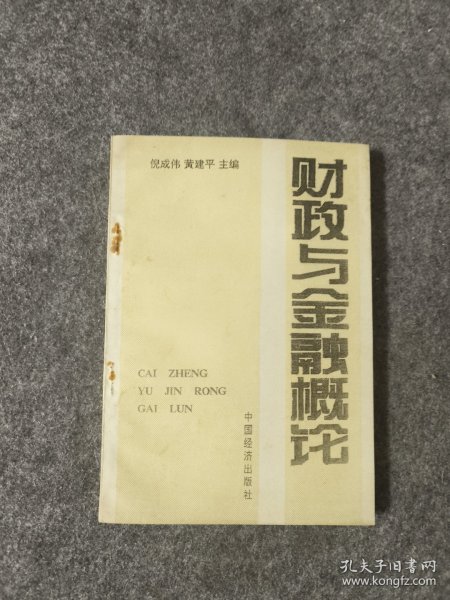 倪成伟 黄建平 主编
财政与金融概论
CAI ZHENG
YU JIN RONG
GAI LUN
中国经济出版社
孔夫子旧书网
www.kongfz.com